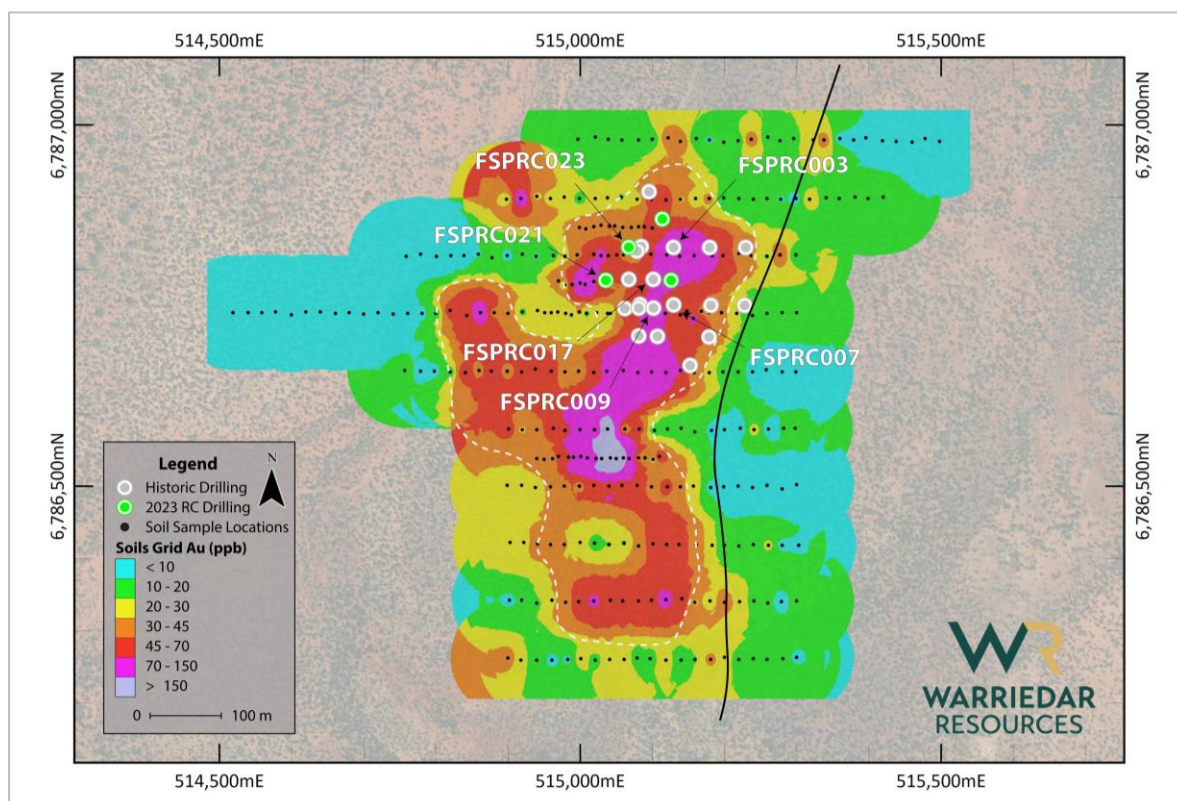 514,500mE
515,000mE
515,500mE
6,787,000mN
6,787,000mN
FSPRC023
FSPRC003
FSPRC021
FSPRC017
FSPRC007
FSPRC009
6,786,500mN
6,786,500mN
Legend
N
Historic Drilling
2023 RC Drilling
Soil Sample Locations
Soils Grid Au (ppb)
< 10
10 - 20
20 - 30
30 - 45
45 - 70
70 - 150
> 150
0 100 m
WR
WARRIEDAR
RESOURCES
514,500mE
515,000mE
515,500mE